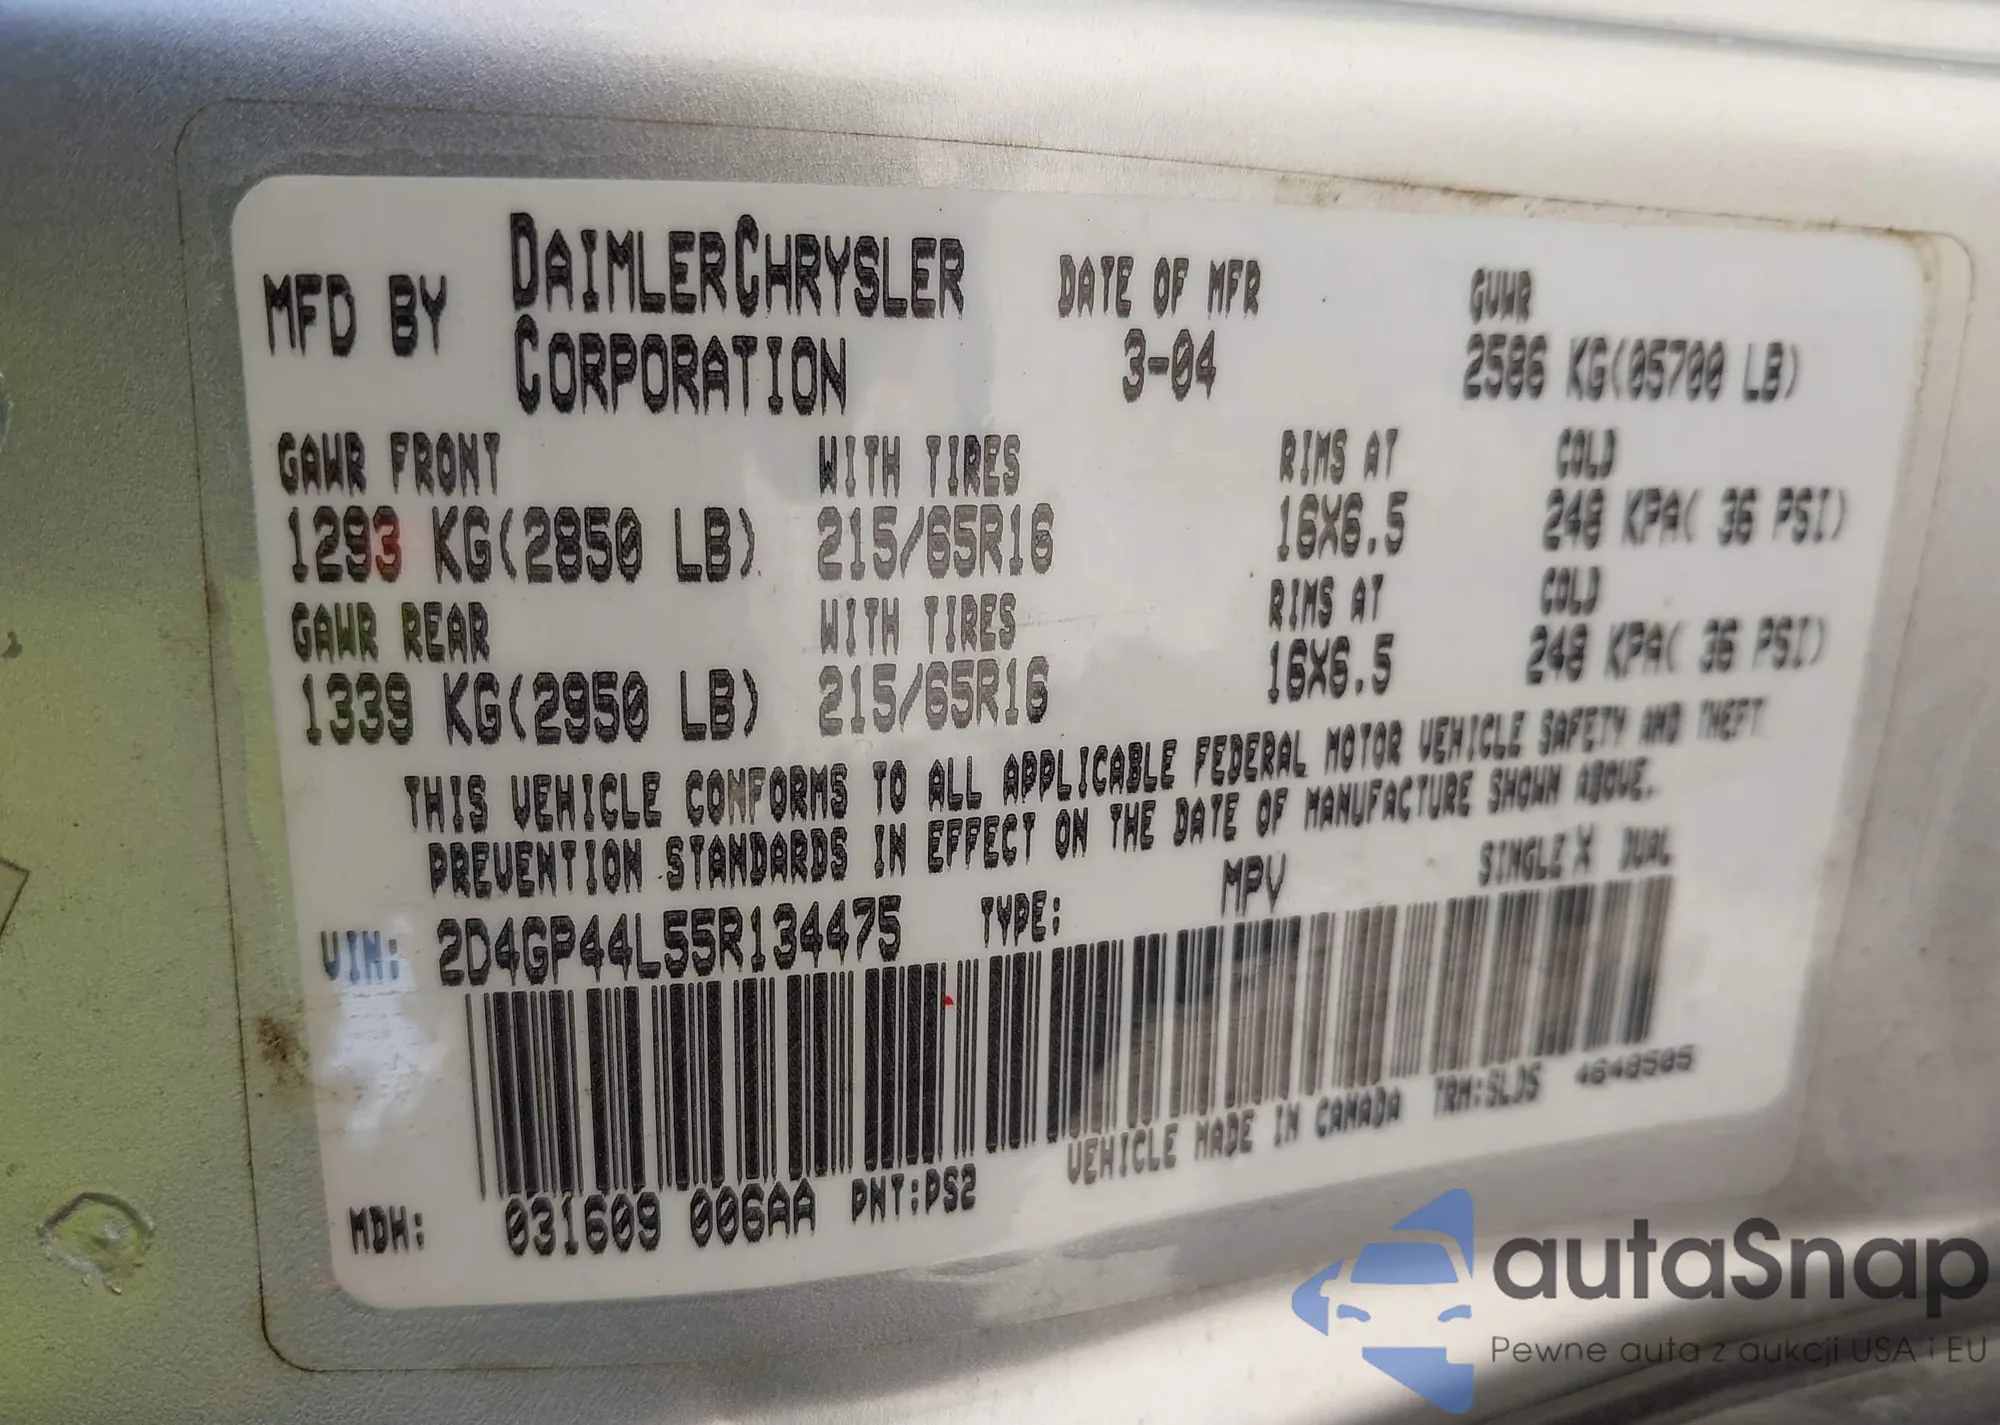 MFD BY DAIMLERCHRYSLER CORPORATION DATE OF MFR 3-04 GVWR 2586 KG(05700 LB)
GAWR FRONT WITH TIRES RIMS AT COLD
1293 KG(2850 LB) 215/65R16 16X6.5 248 KPA( 36 PSI)
GAWR REAR WITH TIRES RIMS AT COLD
1339 KG(2950 LB) 215/65R16 16X6.5 248 KPA( 36 PSI)
THIS VEHICLE CONFORMS TO ALL APPLICABLE FEDERAL MOTOR VEHICLE SAFETY AND THEFT
PREVENTION STANDARDS IN EFFECT ON THE DATE OF MANUFACTURE SHOWN ABOVE.
VIN: 2D4GP44L55R134475 TYPE: MPV SINGLE X DUAL
VEHICLE MADE IN CANADA TRM:SLDS 4648505
MDH: 031609 006AA PNT:PS2
autaSnap
Pewne auta z aukcji USA i EU